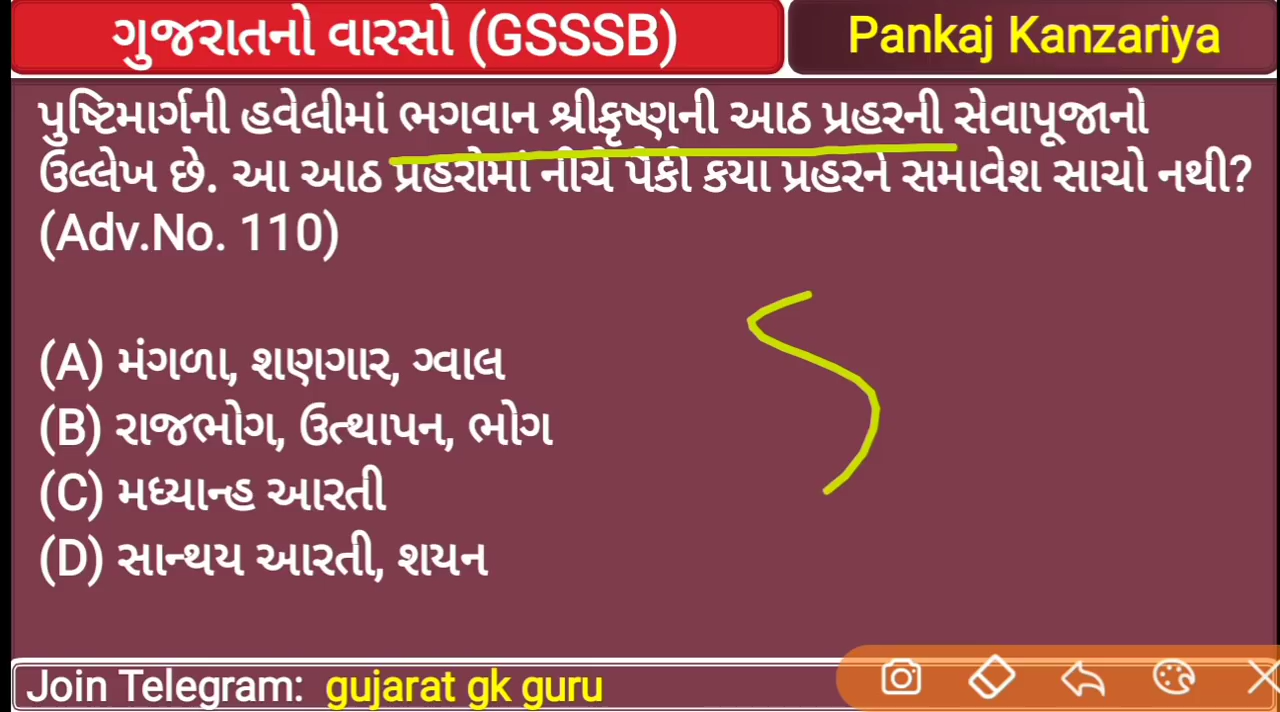 ગુજરાતનો વારસો (GSSSB)
Pankaj Kanzariya
પુષ્ટિમાર્ગની હવેલીમાં ભગવાન શ્રીકૃષ્ણની આઠ પ્રહરની સેવાપૂજાનો
ઉલ્લેખ છે. આ આઠ પ્રહરોમાં નીચે પૈકી કયા પ્રહરને સમાવેશ સાચો નથી?
(Adv.No. 110)
(A) મંગળા, શણગાર, ગ્વાલ
(B) રાજભોગ, ઉત્થાપન, ભોગ
(C) મધ્યાન્હ આરતી
(D) સાન્થય આરતી, શયન
Join Telegram: gujarat gk guru